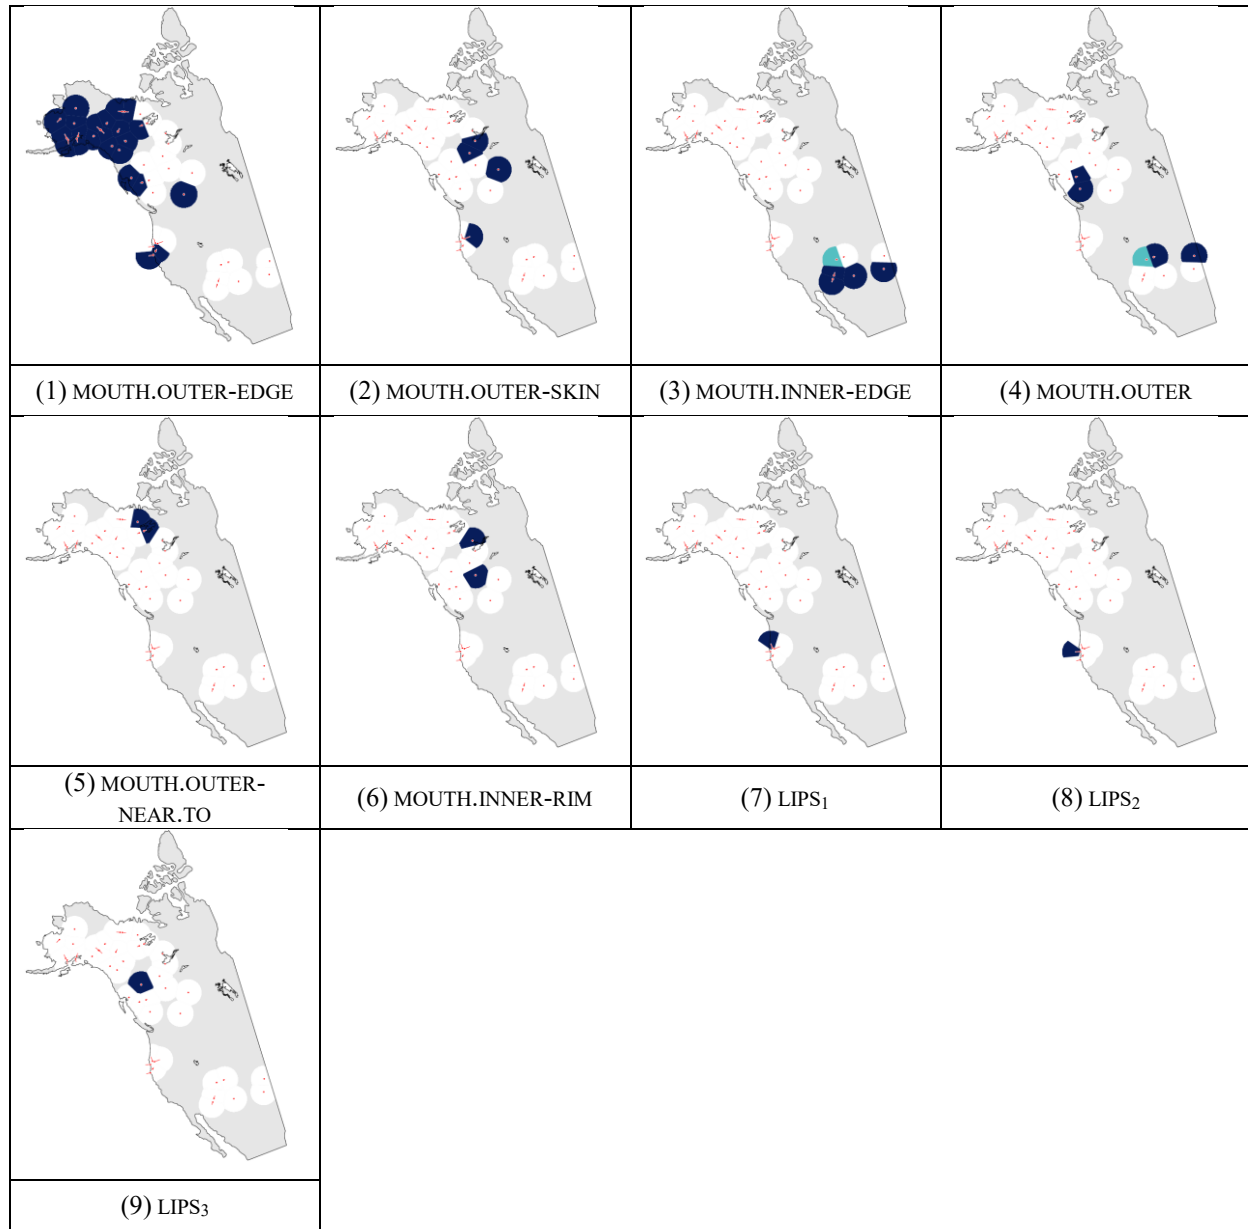 (1) MOUTH.OUTER-EDGE
(2) MOUTH.OUTER-SKIN
(3) MOUTH.INNER-EDGE
(4) MOUTH.OUTER
(5) MOUTH.OUTER-
NEAR.TO
(6) MOUTH.INNER-RIM
(7) LIPS₁
(8) LIPS₂
(9) LIPS₃